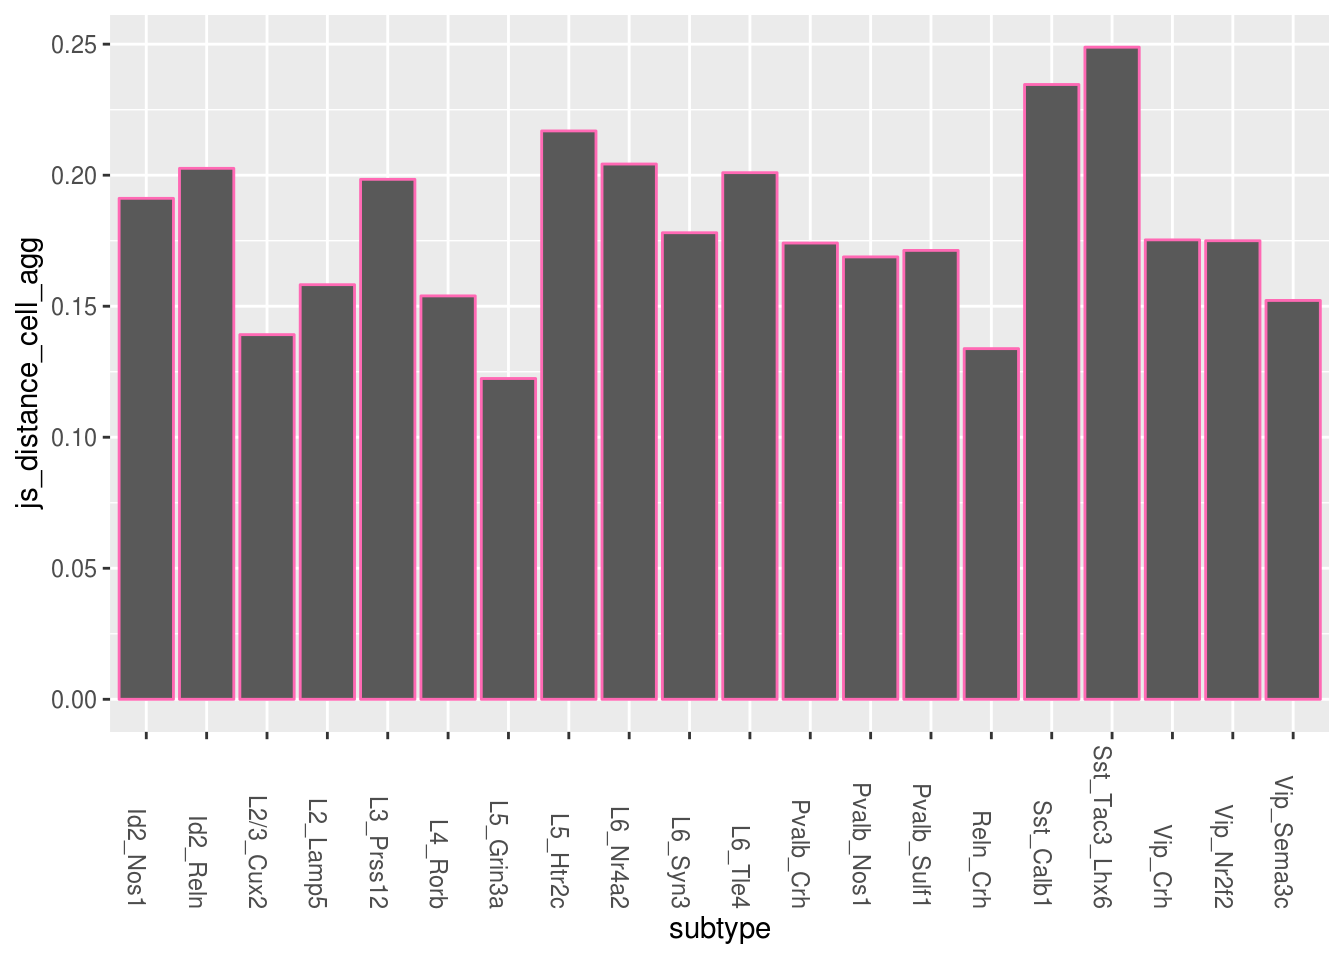 js_distance_cell_agg
0.25
0.20
0.15
0.10
0.05
0.00
Id2_Nos1
Id2_Reln
L2/3_Cux2
L2_Lamp5
L3_Prss12
L4_Rorb
L5_Grin3a
L5_Htr2c
L6_Nr4a2
L6_Syn3
L6_Tle4
Pvalb_Crh
Pvalb_Nos1
Pvalb_Sulf1
Reln_Crh
Sst_Calb1
Sst_Tac3_Lhx6
Vip_Crh
Vip_Nr2f2
Vip_Sema3c
subtype